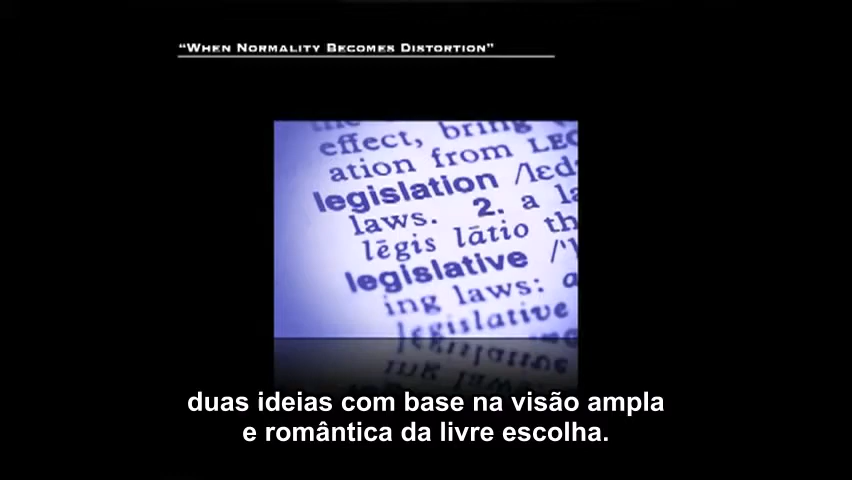 "WHEN NORMALITY BECOMES DISTORTION"
effect, bring
ation from LEG
legislation /lɛd
laws. 2. a la
lēgis lātio th
legislative /'l
ing laws: a
legislative
duas ideias com base na visão ampla
e romântica da livre escolha.